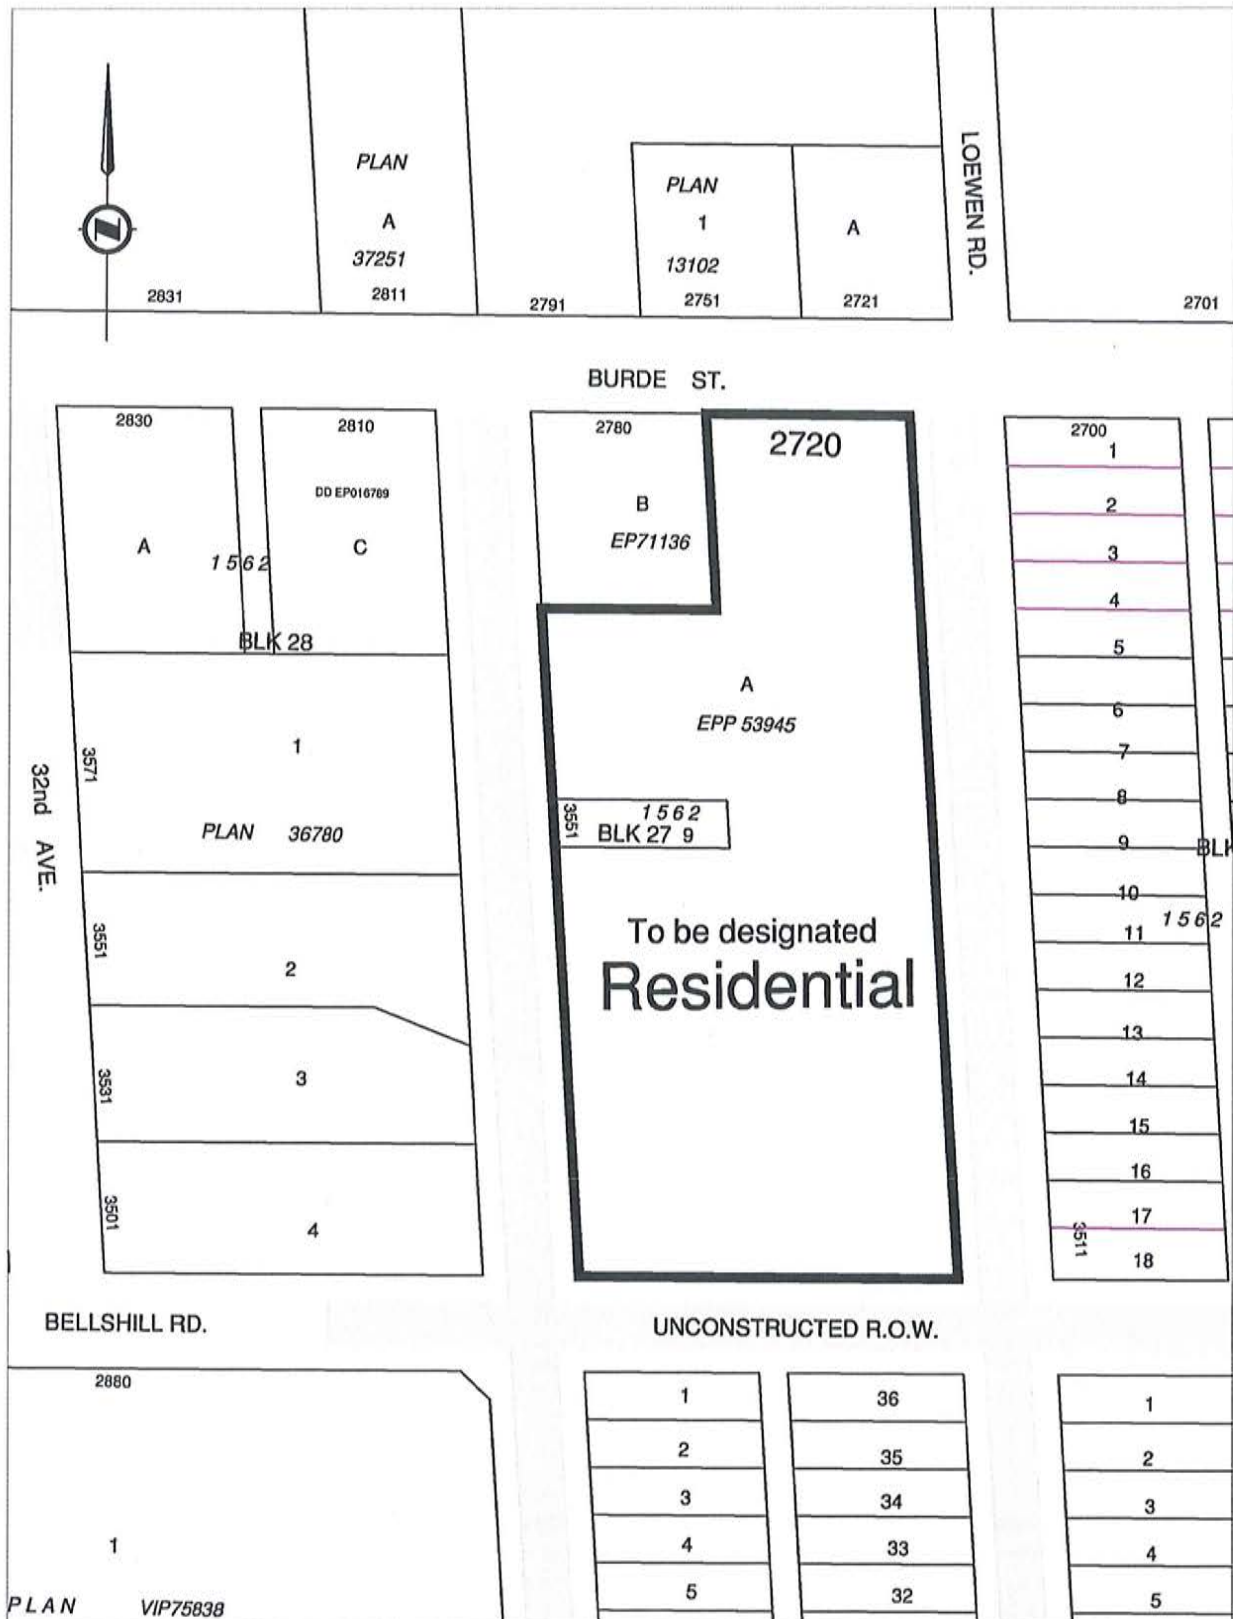 PLAN
A
37251
2811
2831
2791
PLAN
1
13102
2751
A
2721
LOEWEN RD.
2701
Z
BURDE ST.
2830
A
1 5 6 2
2810
DD EP016789
C
BLK 28
2780
B
EP71136
2720
A
EPP 53945
3551
1 5 6 2
BLK 27 9
To be designated
Residential
32nd AVE.
3571
1
PLAN 36780
3551
2
3531
3
3501
4
2700
1
2
3
4
5
6
7
8
9
BLK
10
1 5 6 2
11
12
13
14
15
16
17
3511
18
BELLSHILL RD.
UNCONSTRUCTED R.O.W.
2880
1
PLAN VIP75838
1
2
3
4
5
36
35
34
33
32
1
2
3
4
5